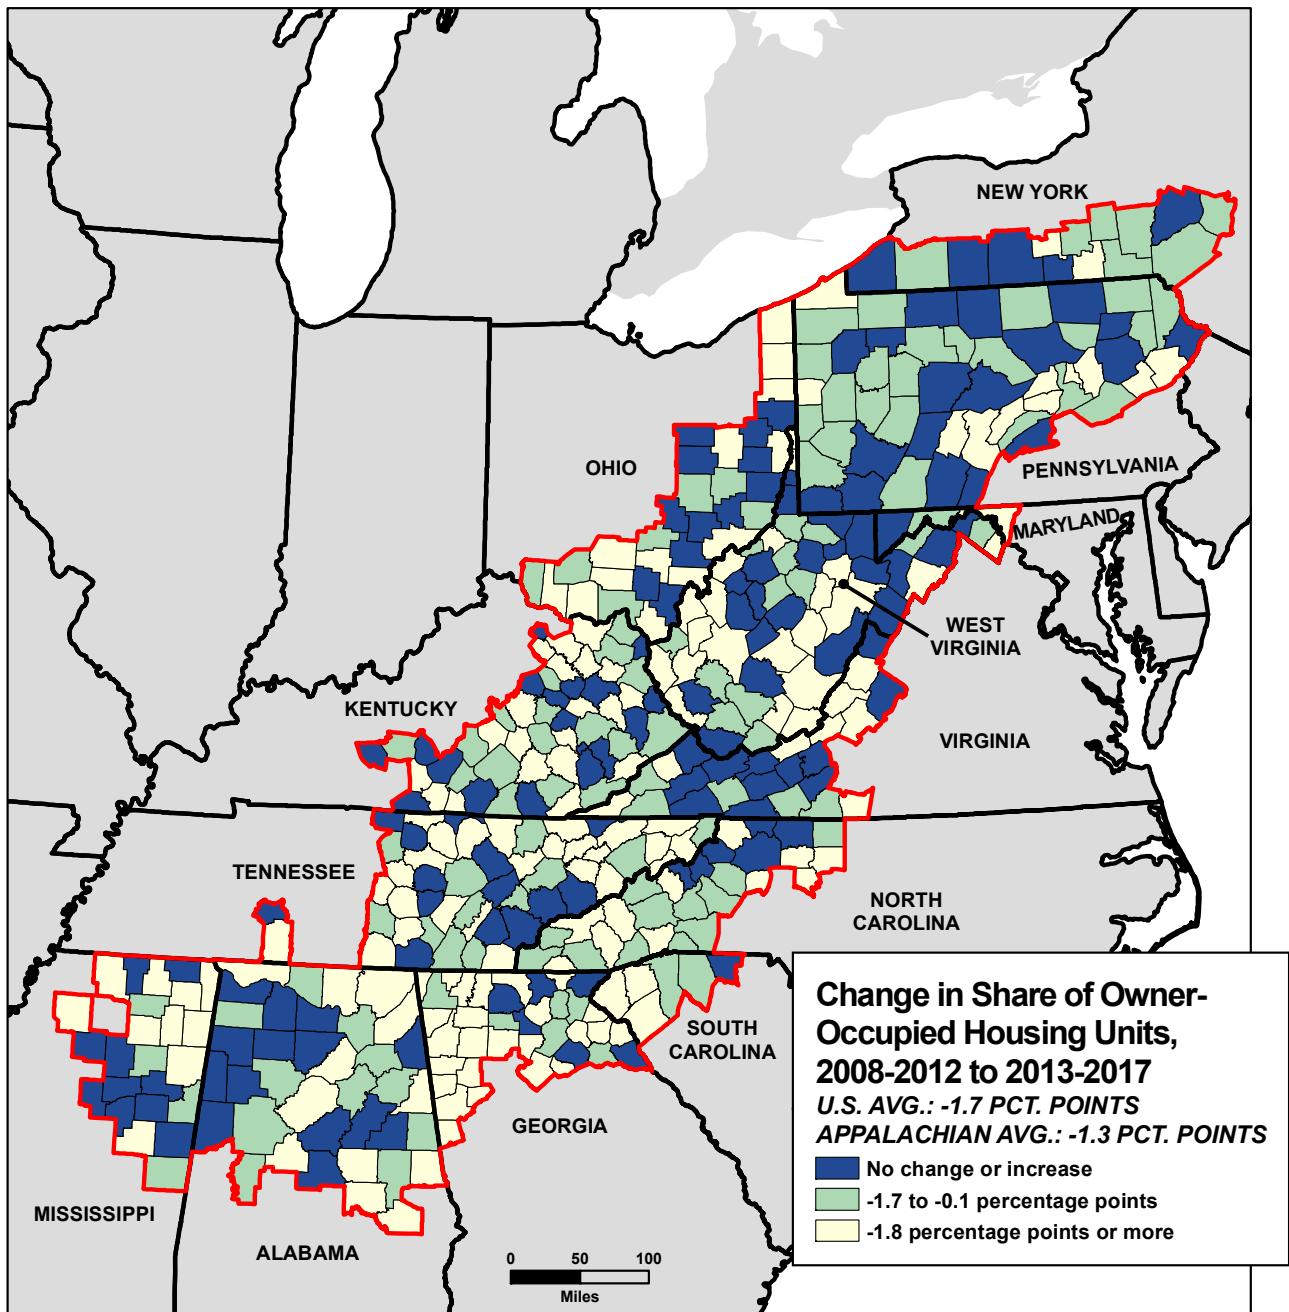 NEW YORK
OHIO
PENNSYLVANIA
MARYLAND
WEST
VIRGINIA
KENTUCKY
VIRGINIA
TENNESSEE
NORTH
CAROLINA
SOUTH
CAROLINA
GEORGIA
MISSISSIPPI
ALABAMA
Change in Share of Owner-
Occupied Housing Units,
2008-2012 to 2013-2017
U.S. AVG.: -1.7 PCT. POINTS
APPALACHIAN AVG.: -1.3 PCT. POINTS
No change or increase
-1.7 to -0.1 percentage points
-1.8 percentage points or more
0 50 100
Miles